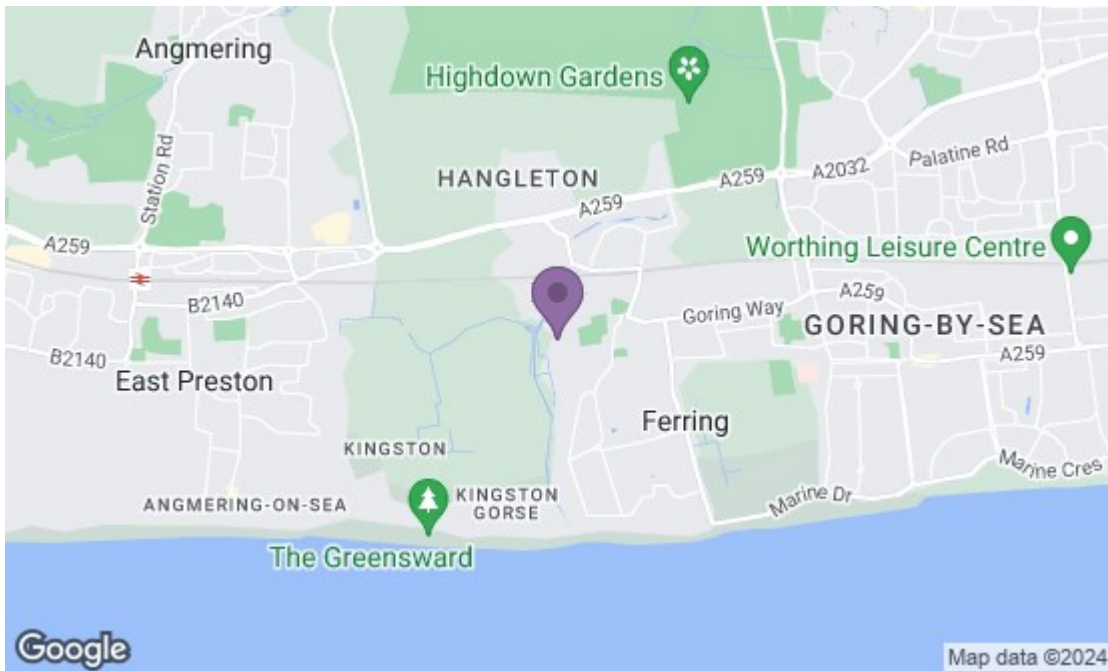 Angmering
Highdown Gardens
Station Rd
HANGLETON
A259
A2032
Palatine Rd
A259
A259
Worthing Leisure Centre
B2140
A259
Goring Way
GORING-BY-SEA
B2140
A259
East Preston
Ferring
KINGSTON
Marine Cres
ANGMERING-ON-SEA
KINGSTON
GORSE
Marine Dr
The Greensward
Google
Map data ©2024